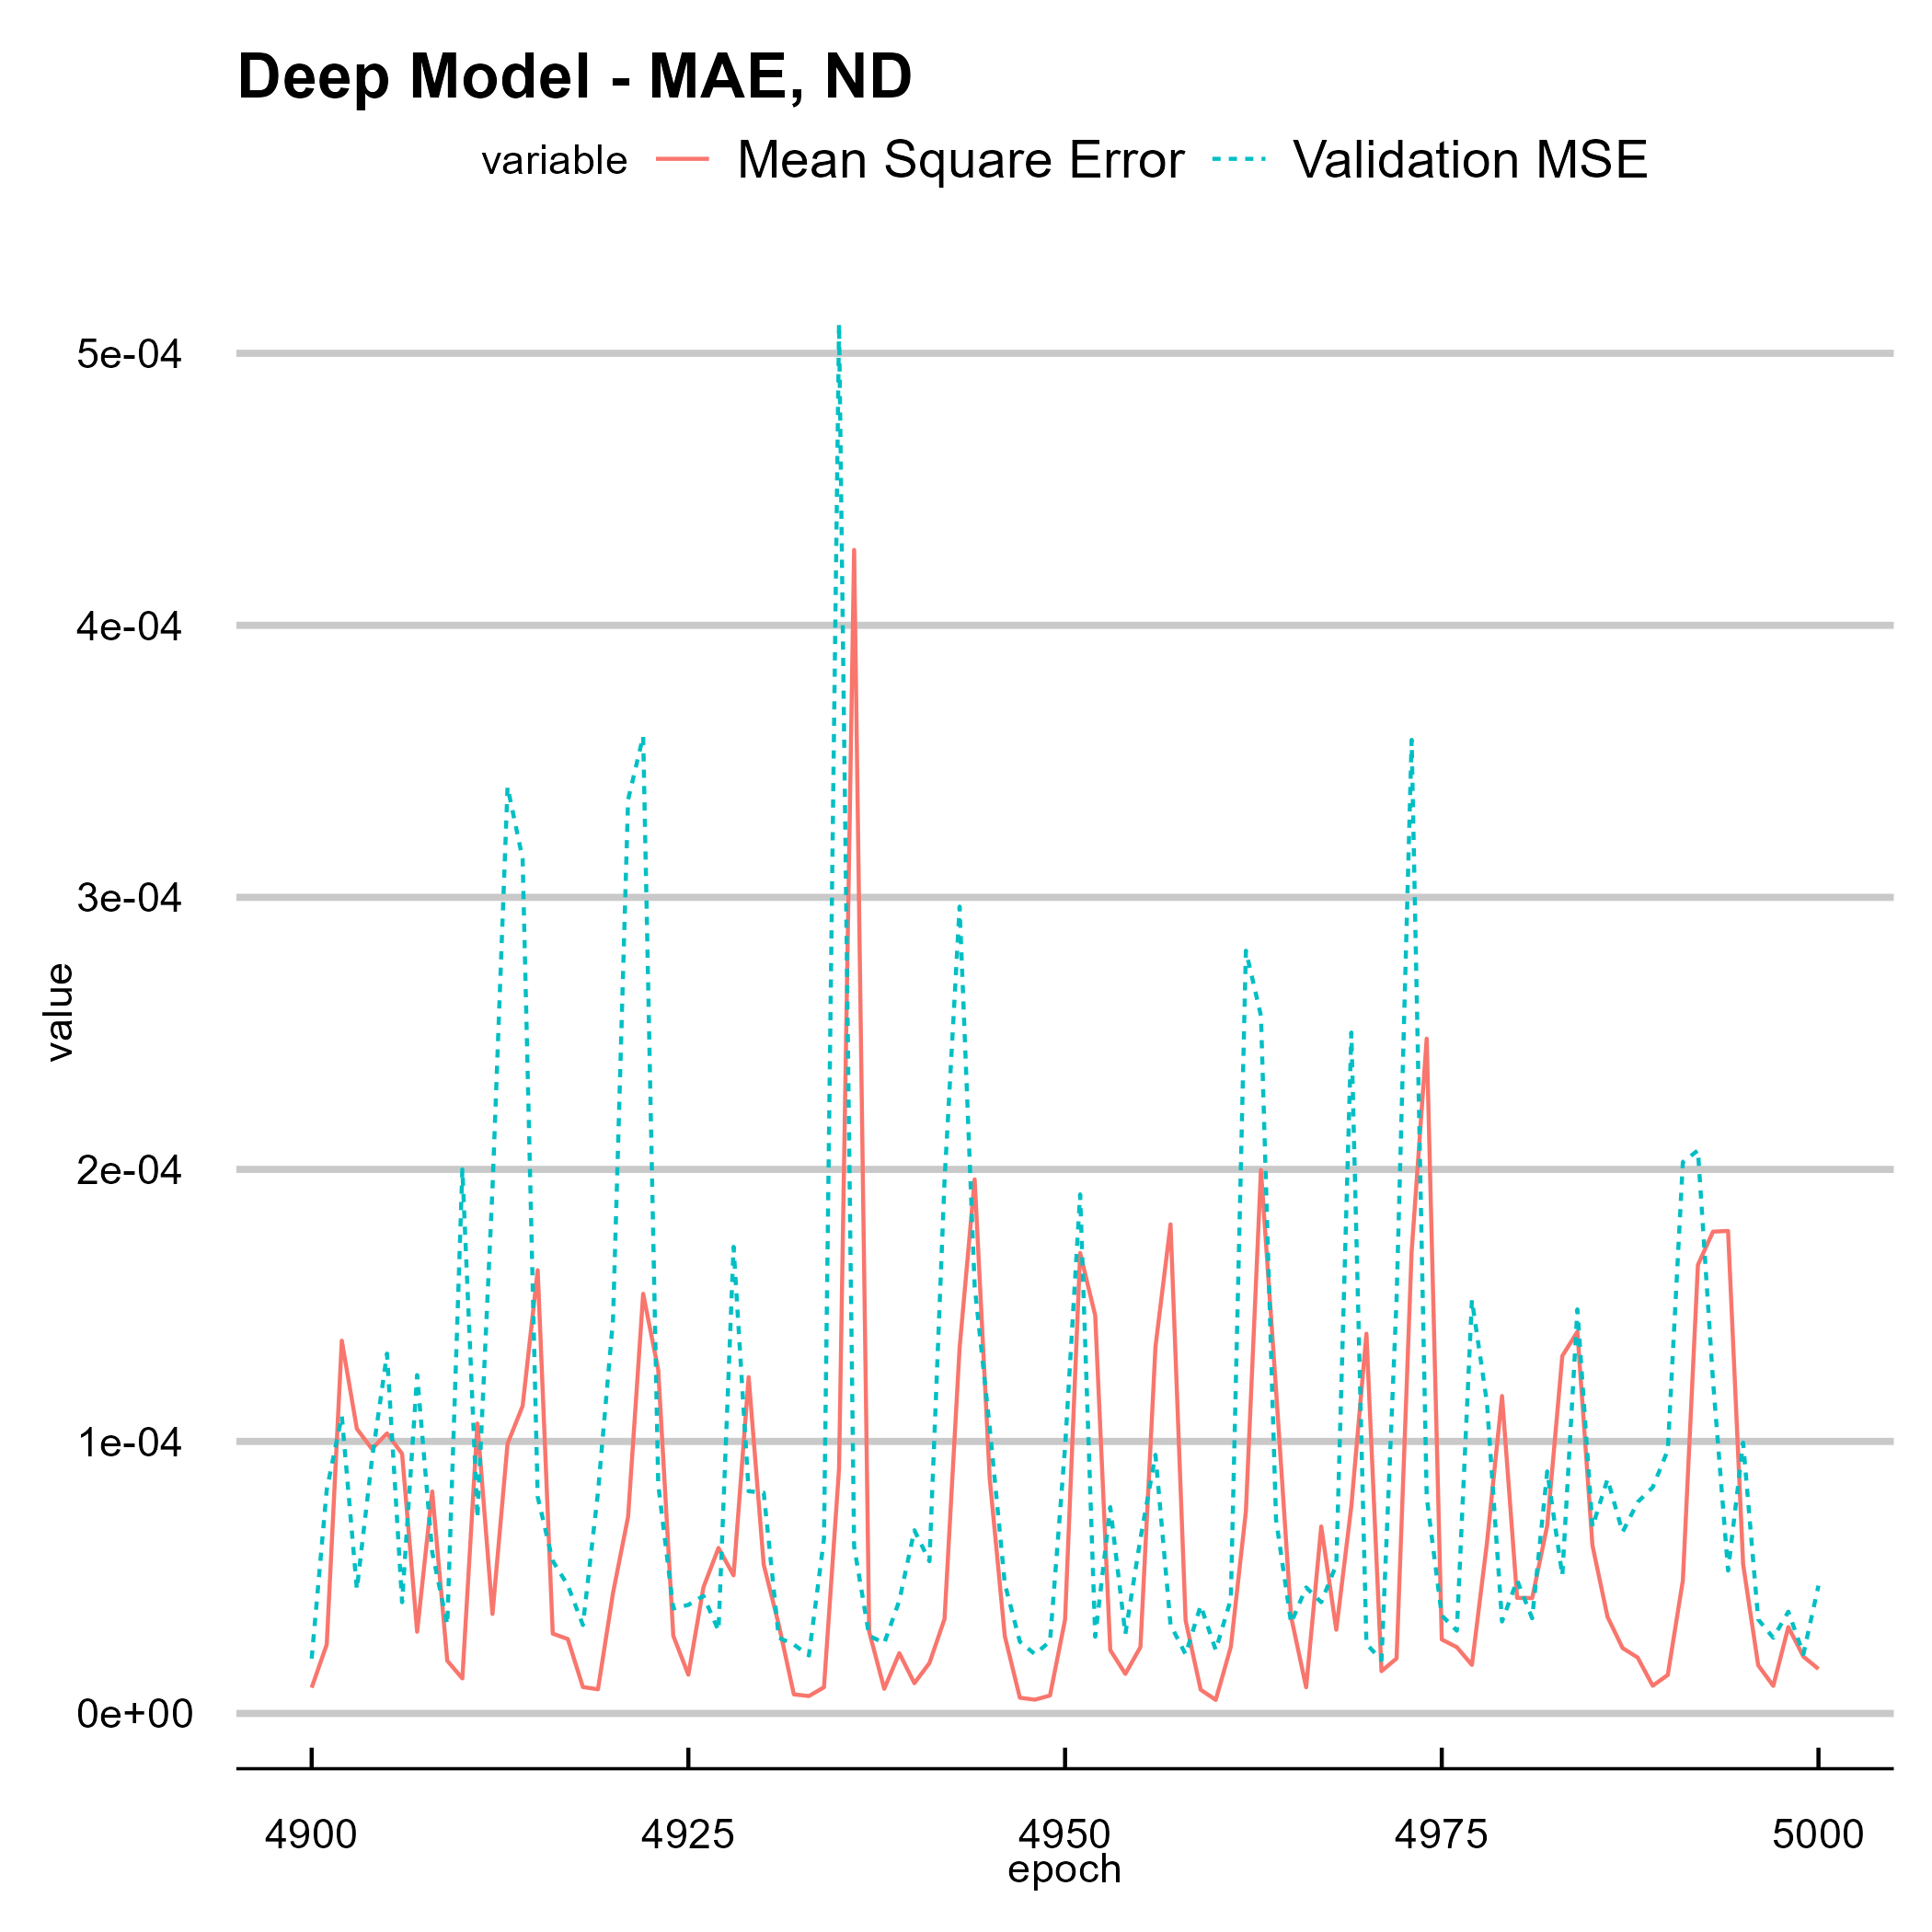 Deep Model - MAE, ND
variable Mean Square Error Validation MSE
5e-04
4e-04
3e-04
2e-04
1e-04
0e+00
value
4900 4925 4950 4975 5000
epoch